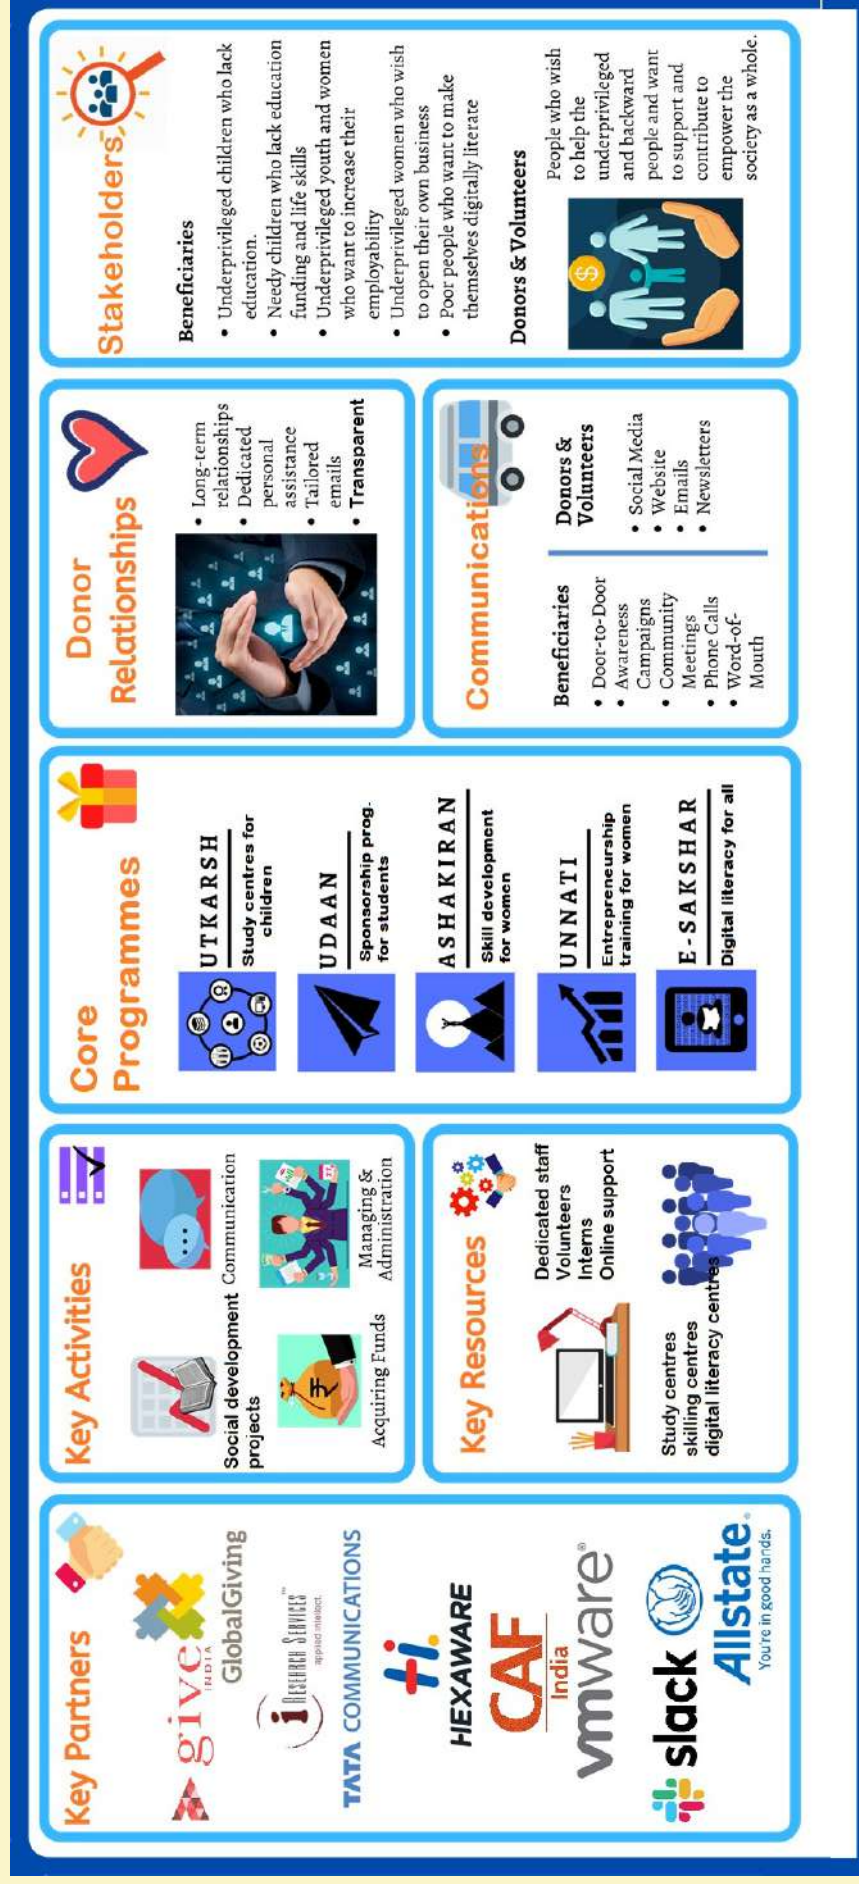 Key Partners
give
INDIA
GlobalGiving
i RESEARCH SERVICES™
applied intellect.
TATA COMMUNICATIONS
HEXAWARE
CAF
India
vmware®
slack
Allstate®
You're in good hands.
Key Activities
Social development
projects
Communication
Acquiring Funds
Managing &
Administration
Key Resources
Dedicated staff
Volunteers
Interns
Online support
Study centres
skilling centres
digital literacy centres
Core
Programmes
UTKARSH
Study centres for
children
UDAAN
Sponsorship prog.
for students
ASHAKIRAN
Skill development
for women
UNNATI
Entrepreneurship
training for women
E-SAKSHAR
Digital literacy for all
Donor
Relationships
• Long-term
relationships
• Dedicated
personal
assistance
• Tailored
emails
• Transparent
Communications
Beneficiaries
• Door-to-Door
• Awareness
Campaigns
• Community
Meetings
• Phone Calls
• Word-of-
Mouth
Donors &
Volunteers
• Social Media
• Website
• Emails
• Newsletters
Stakeholders
Beneficiaries
• Underprivileged children who lack
education.
• Needy children who lack education
funding and life skills
• Underprivileged youth and women
who want to increase their
employability
• Underprivileged women who wish
to open their own business
• Poor people who want to make
themselves digitally literate
Donors & Volunteers
People who wish
to help the
underprivileged
and backward
people and want
to support and
contribute to
empower the
society as a whole.